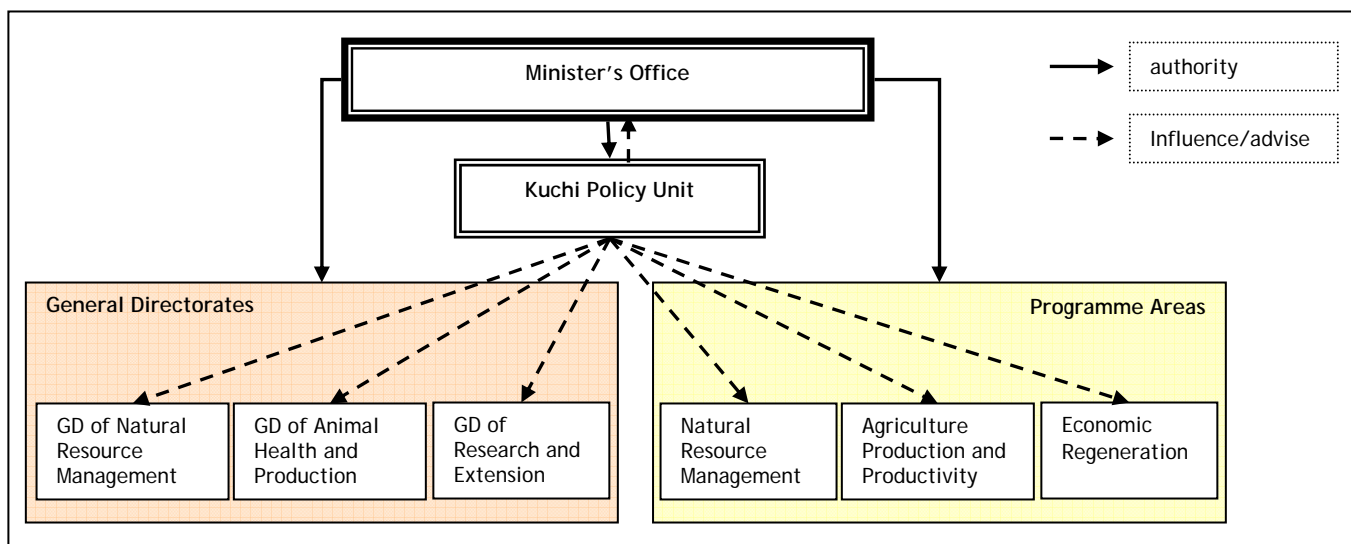 Minister's Office
authority
Influence/advise
Kuchi Policy Unit
General Directorates
Programme Areas
GD of Natural
Resource
Management
GD of Animal
Health and
Production
GD of
Research and
Extension
Natural
Resource
Management
Agriculture
Production and
Productivity
Economic
Regeneration